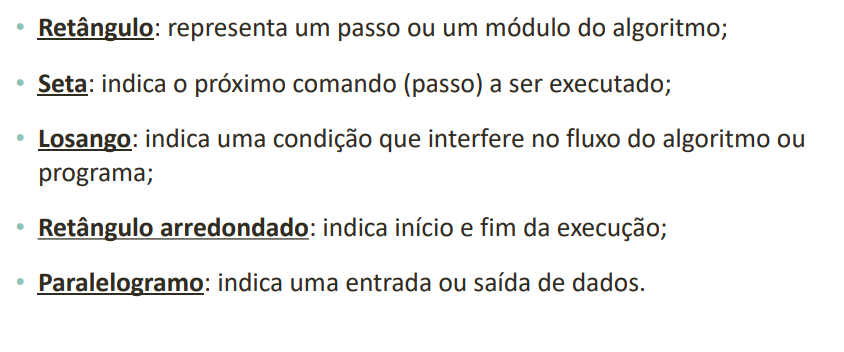 • Retângulo: representa um passo ou um módulo do algoritmo;
• Seta: indica o próximo comando (passo) a ser executado;
• Losango: indica uma condição que interfere no fluxo do algoritmo ou
programa;
• Retângulo arredondado: indica início e fim da execução;
• Paralelogramo: indica uma entrada ou saída de dados.